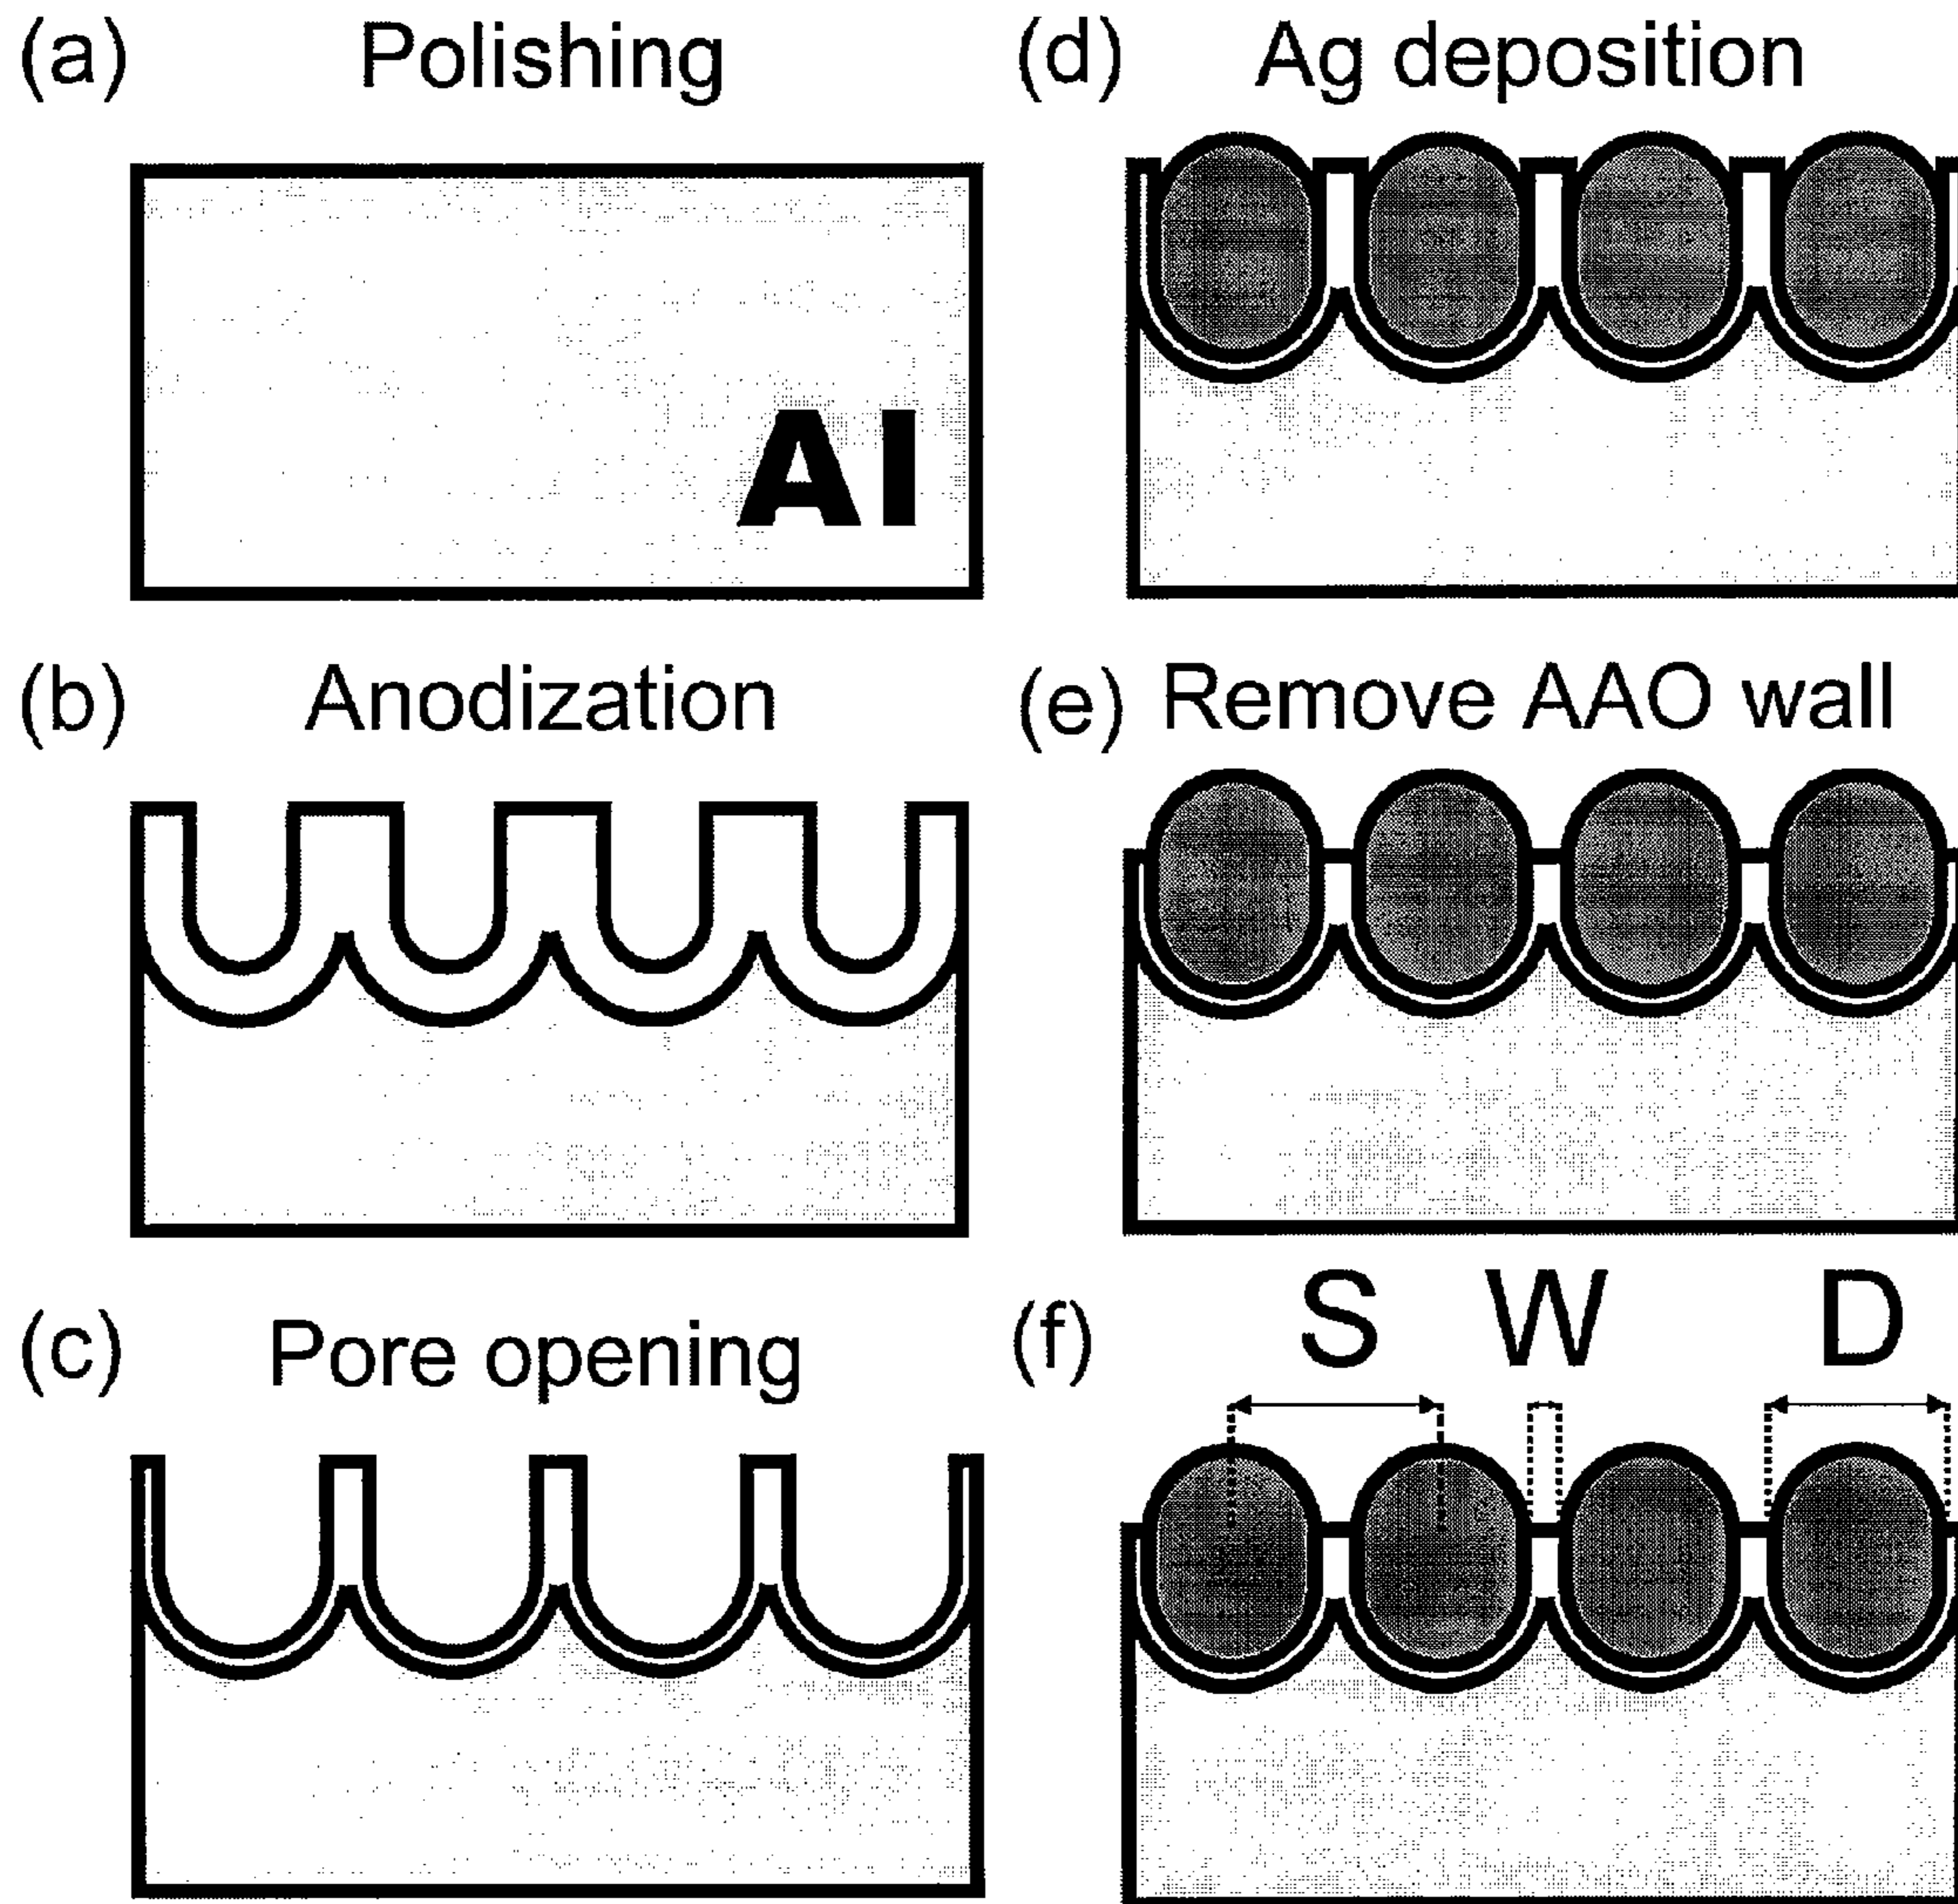 (a) Polishing
Al
(b) Anodization
(c) Pore opening
(d) Ag deposition
(e) Remove AAO wall
(f) S W D